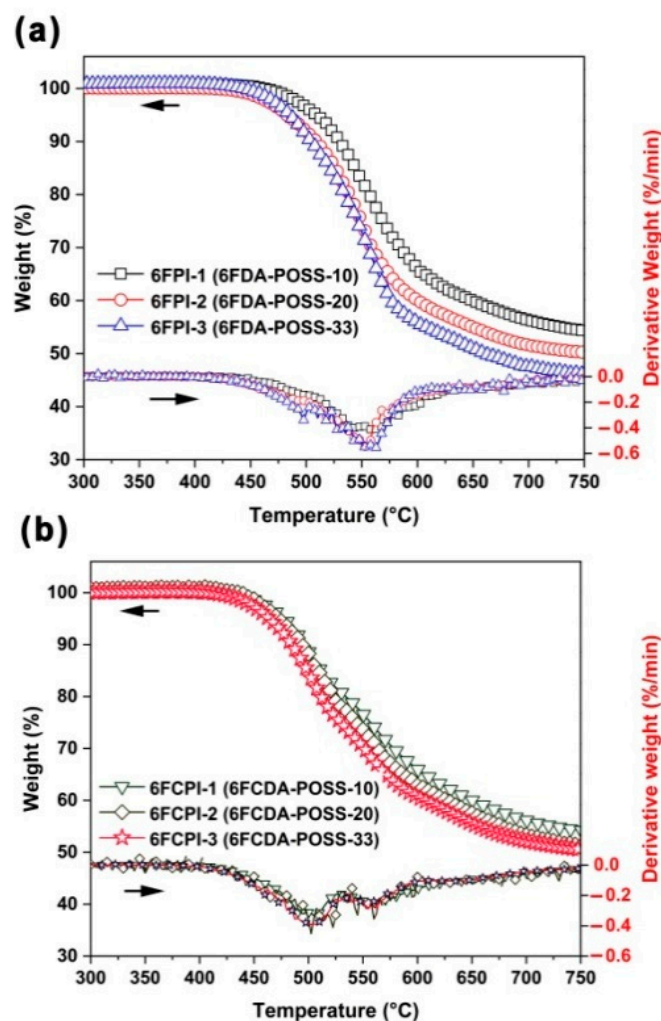 (a)
100
90
80
70
60
50
40
30
Weight (%)
6FPI-1 (6FDA-POSS-10)
6FPI-2 (6FDA-POSS-20)
6FPI-3 (6FDA-POSS-33)
0.0
−0.2
−0.4
−0.6
Derivative Weight (%/min)
300 350 400 450 500 550 600 650 700 750
Temperature (°C)
(b)
100
90
80
70
60
50
40
30
Weight (%)
6FCPI-1 (6FCDA-POSS-10)
6FCPI-2 (6FCDA-POSS-20)
6FCPI-3 (6FCDA-POSS-33)
0.0
−0.2
−0.4
−0.6
Derivative weight (%/min)
300 350 400 450 500 550 600 650 700 750
Temperature (°C)